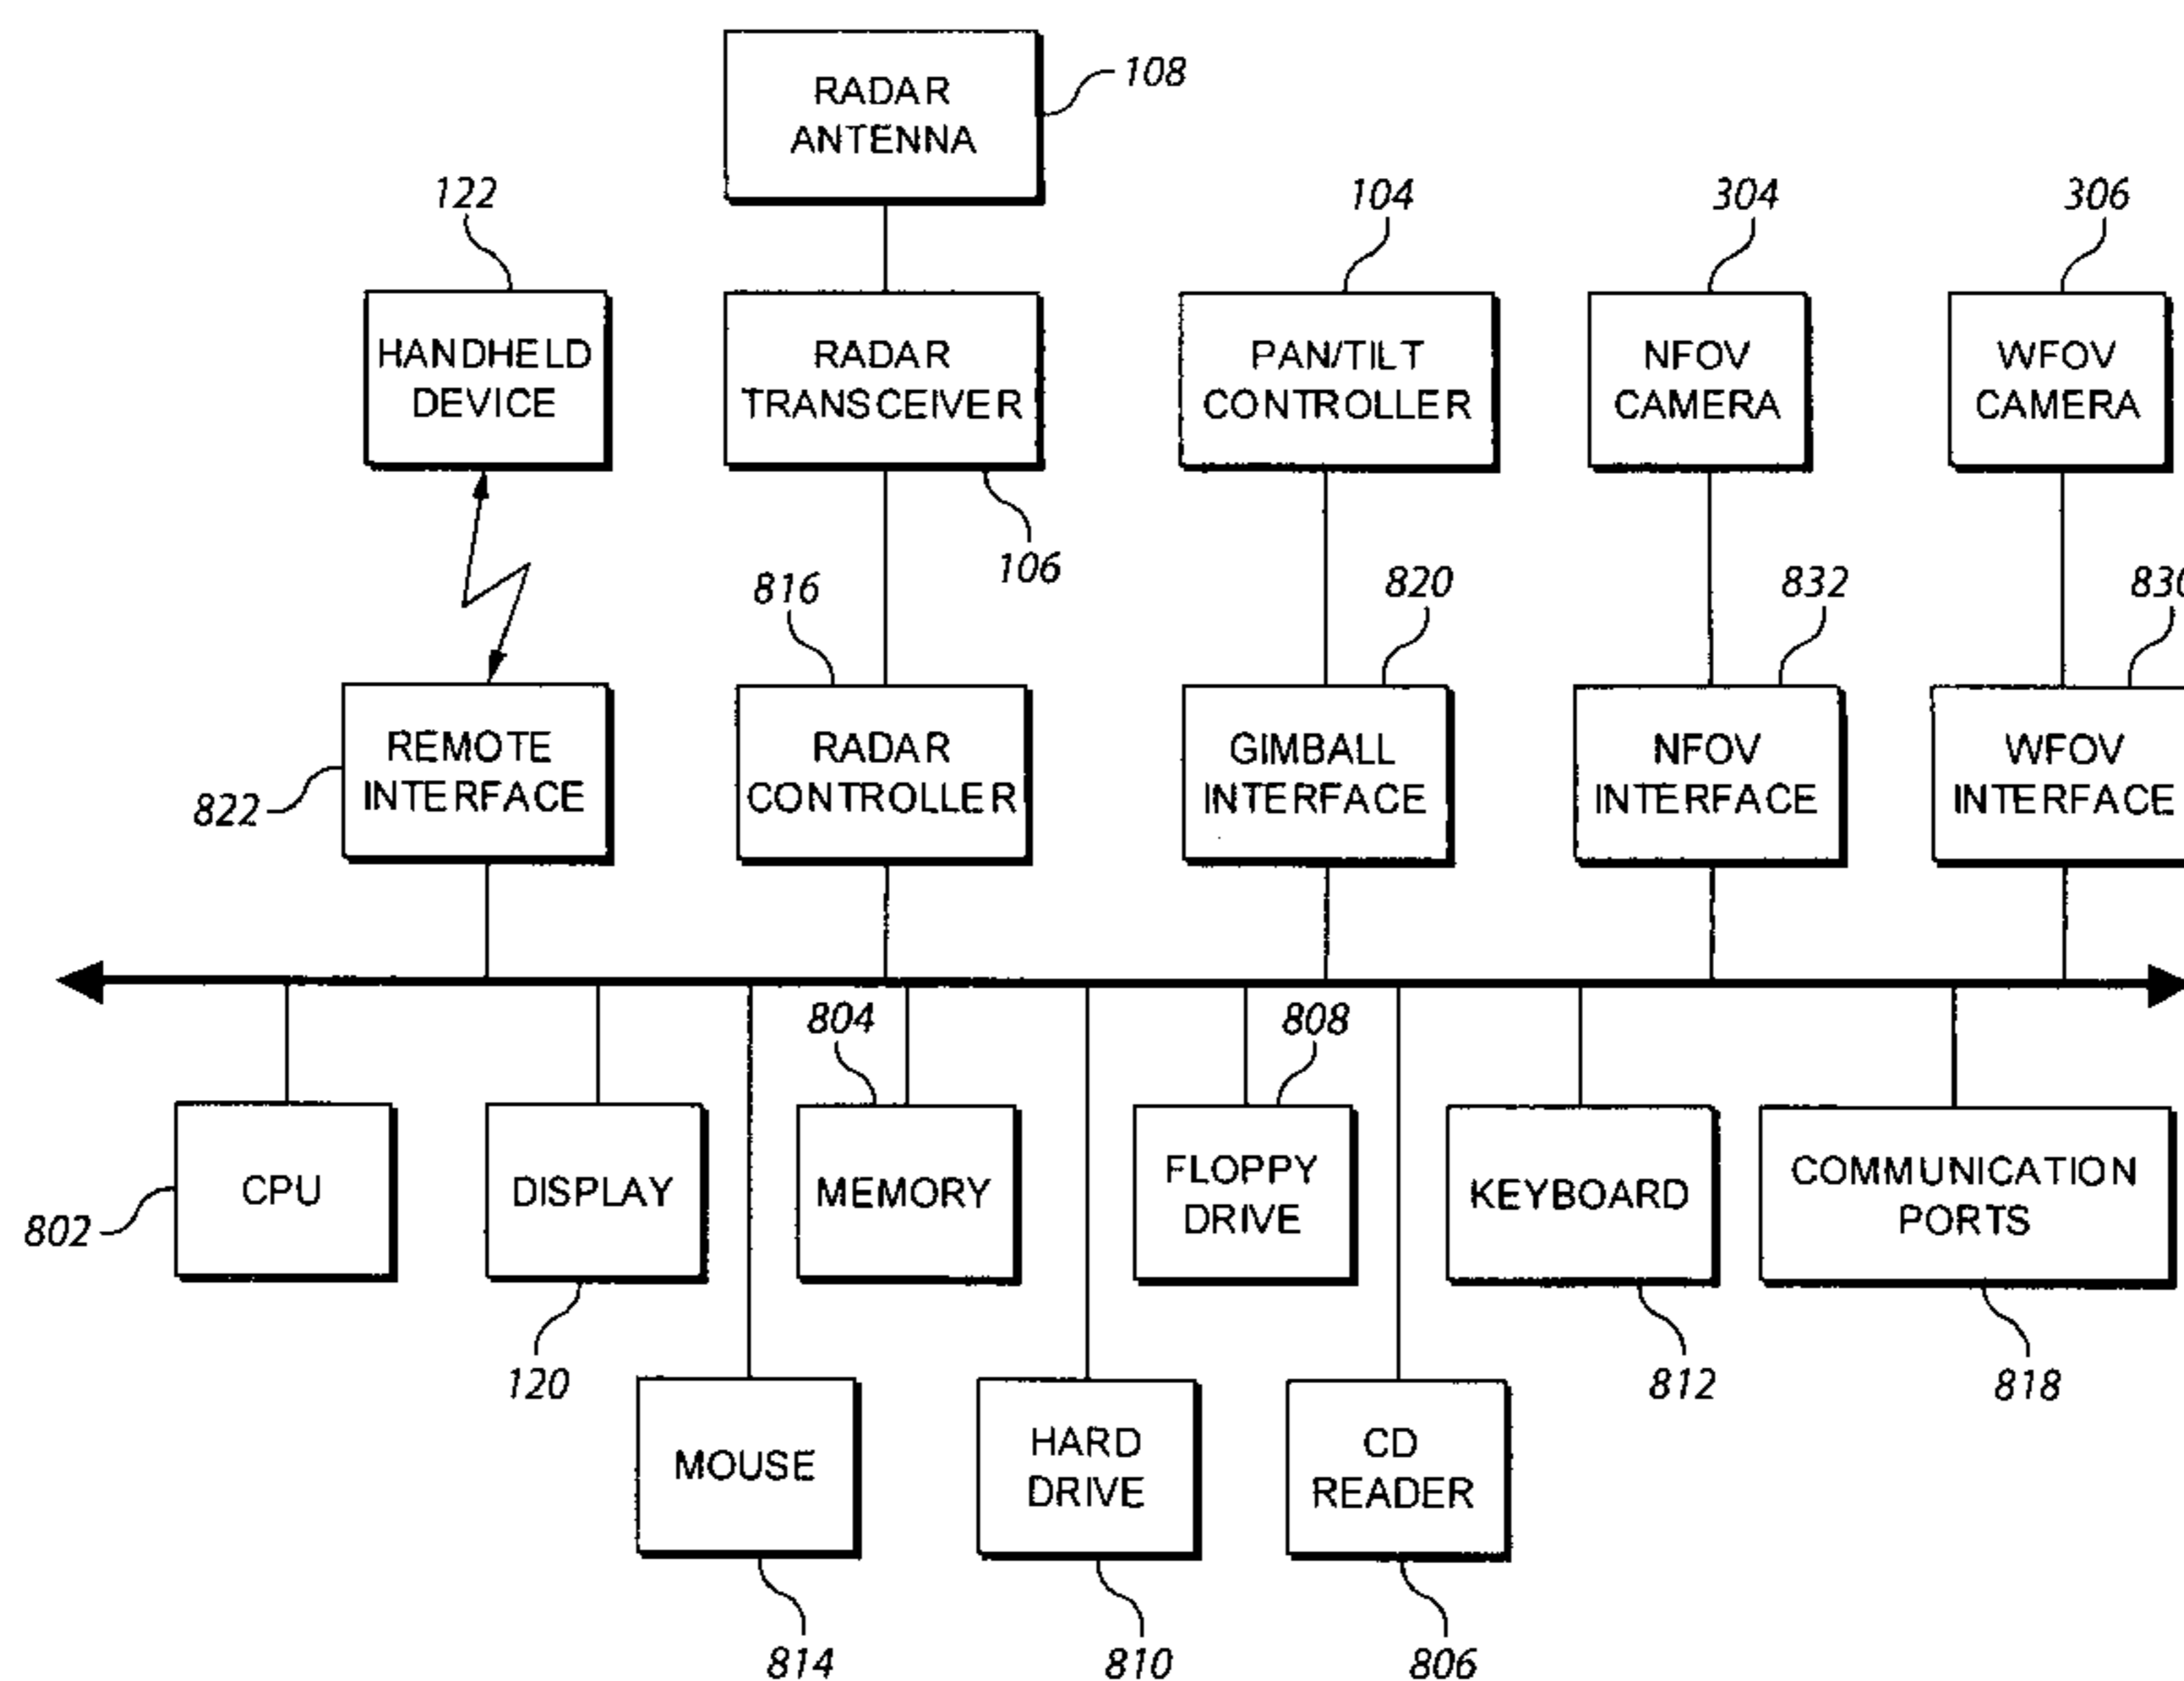 RADAR
ANTENNA
108
122
104
304
306
HANDHELD
DEVICE
RADAR
TRANSCEIVER
PAN/TILT
CONTROLLER
NFOV
CAMERA
WFOV
CAMERA
106
816
820
832
REMOTE
INTERFACE
RADAR
CONTROLLER
GIMBALL
INTERFACE
NFOV
INTERFACE
WFOV
INTERFACE
822
804
808
CPU
DISPLAY
MEMORY
FLOPPY
DRIVE
KEYBOARD
COMMUNICATION
PORTS
802
120
812
818
MOUSE
HARD
DRIVE
CD
READER
814
810
806